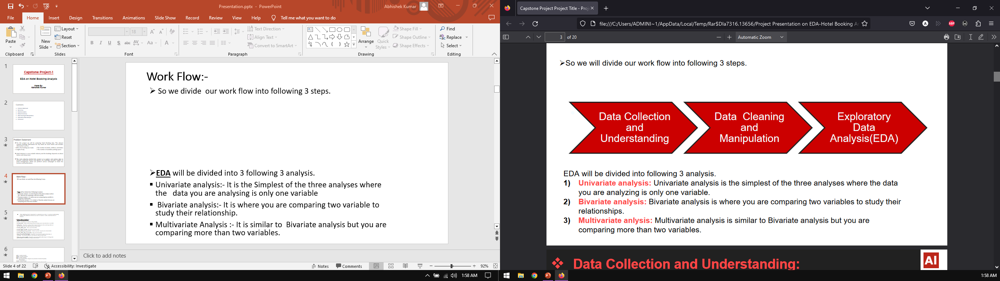 Presentation.pptx - PowerPoint
Abhishek Kumar
File Home Insert Design Transitions Animations Slide Show Record Review View Help Tell me what you want to do
Paste
Clipboard
New
Slide
Layout
Reset
Section
Slides
18
B I U S abc AV Aa A
Font
Text Direction
Align Text
Convert to SmartArt
Paragraph
Arrange
Quick
Styles
Shape Fill
Shape Outline
Shape Effects
Drawing
Find
Replace
Select
Editing
1
Capstone Project-1
EDA on Hotel Booking Analysis
Made By:
Abhishek Kumar
2
3
Problem Statement
4
5
6
Work Flow:-
➢ So we divide  our work flow into following 3 steps.
➢EDA will be divided into 3 following 3 analysis.
▪ Univariate analysis:- It is the Simplest of the three analyses where
the   data you are analysing is only one variable
▪  Bivariate analysis:- It is where you are comparing two variable to
study their relationship.
▪ Multivariate Analysis :- It is similar to  Bivariate analysis but you are
comparing more than two variables.
Click to add notes
Slide 4 of 22 Accessibility: Investigate Notes Comments 92%
1:58 AM
Capstone Project Project Title - Proj
file:///C:/Users/ADMINI~1/AppData/Local/Temp/Rar$DIa7316.13656/Project Presentation on EDA-Hotel Booking A
ABP
3 of 20
Automatic Zoom
➢So we will divide our work flow into following 3 steps.
Data Collection
and
Understanding
Data  Cleaning
and
Manipulation
Exploratory
Data
Analysis(EDA)
EDA will be divided into following 3 analysis.
1) Univariate analysis: Univariate analysis is the simplest of the three analyses where the data
you are analyzing is only one variable.
2) Bivariate analysis: Bivariate analysis is where you are comparing two variables to study their
relationships.
3) Multivariate anlysis: Multivariate analysis is similar to Bivariate analysis but you are
comparing more than two variables.
❖ Data Collection and Understanding:
AI
1:58 AM